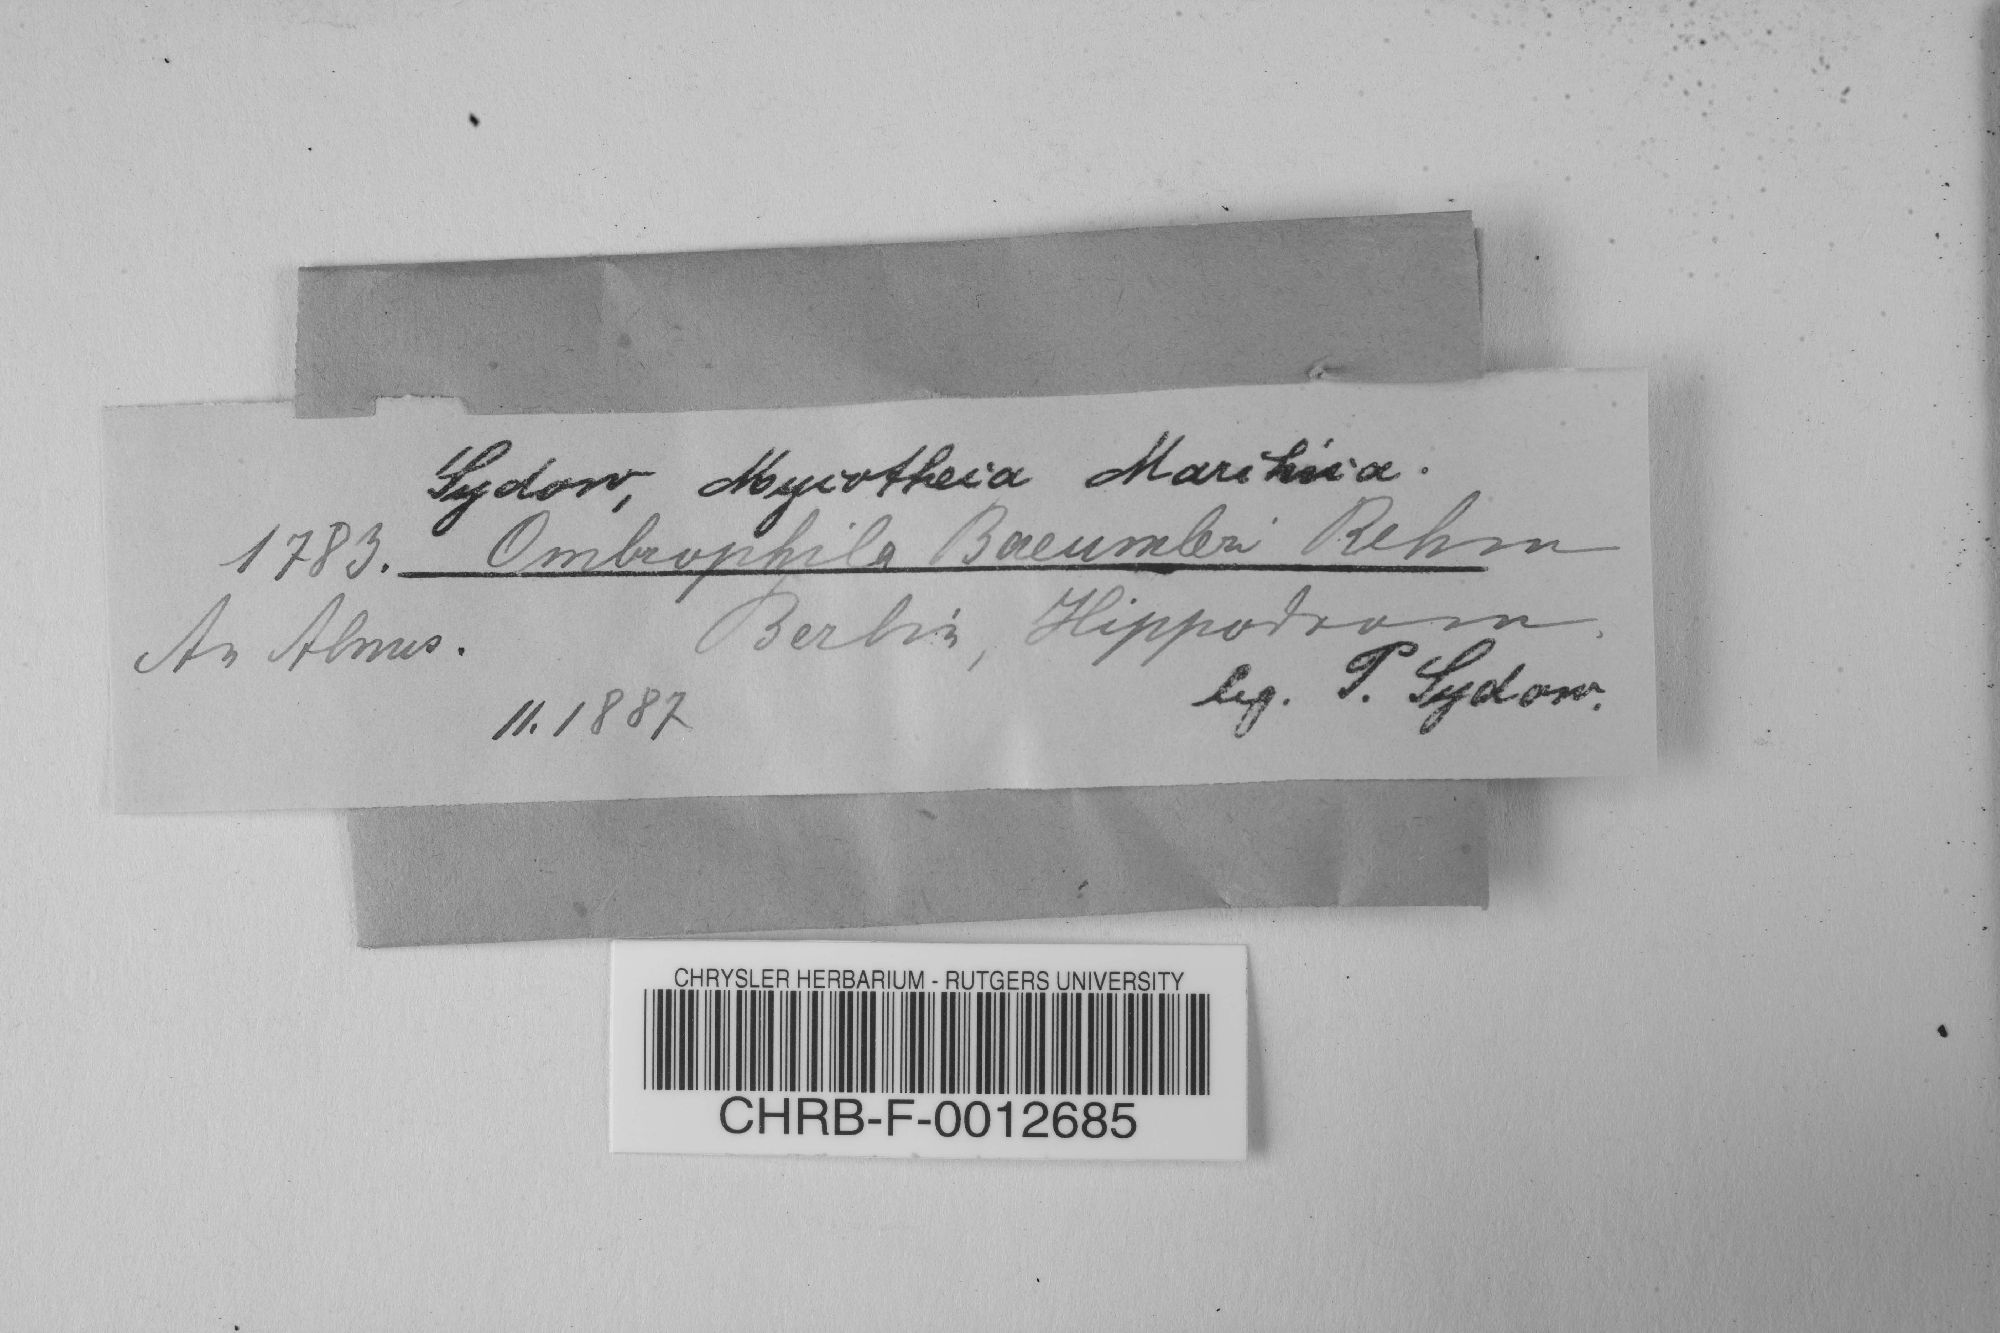 Sydow, Mycotheca Marchica.
1783. Ombrophila Baeumleri Rehm
An Alnus. Berlin, Hippodrom.
leg. P. Sydow.
11.1887
CHRYSLER HERBARIUM - RUTGERS UNIVERSITY
CHRB-F-0012685